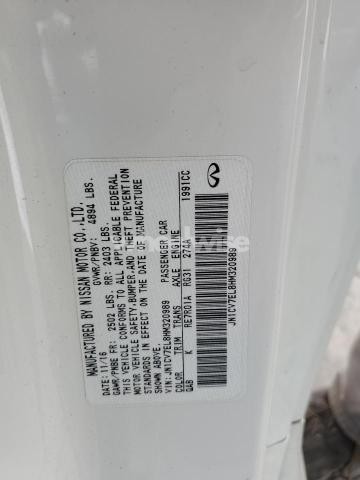 MANUFACTURED BY NISSAN MOTOR CO.,LTD.
DATE: 11/16 GVWR/PNBV: 4894 LBS.
GAWR/PNBE FR: 2502 LBS. RR: 2403 LBS.
THIS VEHICLE CONFORMS TO ALL APPLICABLE FEDERAL
MOTOR VEHICLE SAFETY,BUMPER,AND THEFT PREVENTION
STANDARDS IN EFFECT ON THE DATE OF MANUFACTURE
SHOWN ABOVE.
VIN: JN1CV7EL8HM320989 PASSENGER CAR
COLOR TRIM TRANS AXLE ENGINE
QAB K RE7R01A RG31 274A 1991CC
JN1CV7EL8HM320989